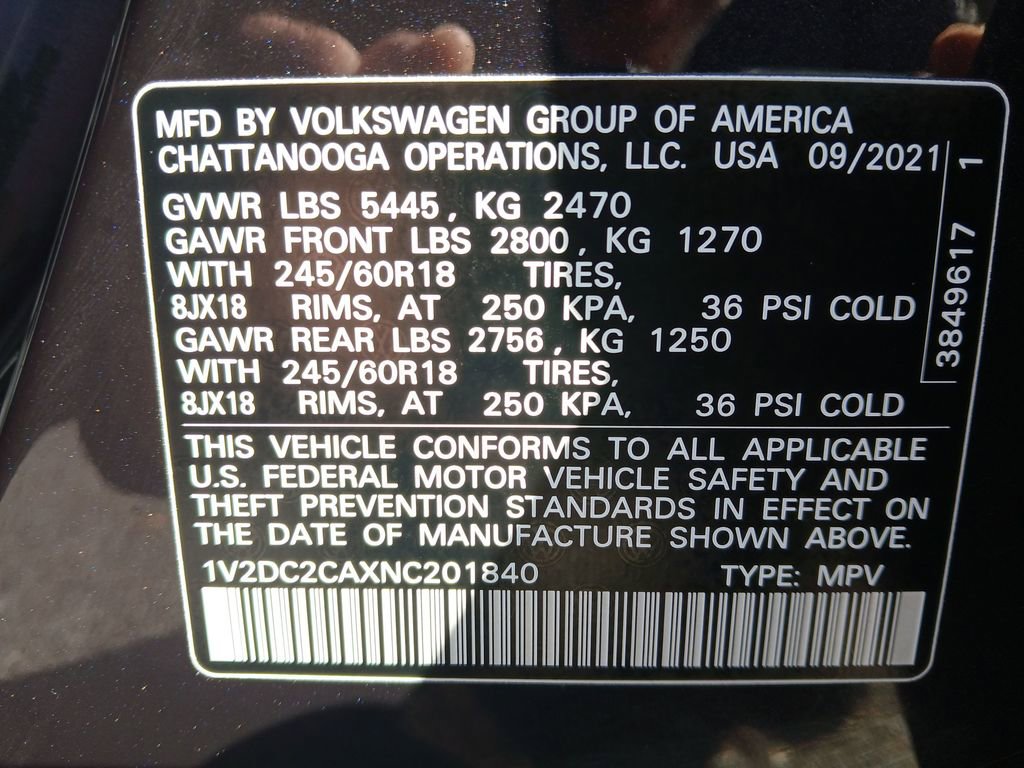 MFD BY VOLKSWAGEN GROUP OF AMERICA
CHATTANOOGA OPERATIONS, LLC. USA 09/2021
GVWR LBS 5445, KG 2470
GAWR FRONT LBS 2800, KG 1270
WITH 245/60R18 TIRES,
8JX18 RIMS, AT 250 KPA, 36 PSI COLD
GAWR REAR LBS 2756, KG 1250
WITH 245/60R18 TIRES,
8JX18 RIMS, AT 250 KPA, 36 PSI COLD
3849617 1
THIS VEHICLE CONFORMS TO ALL APPLICABLE
U.S. FEDERAL MOTOR VEHICLE SAFETY AND
THEFT PREVENTION STANDARDS IN EFFECT ON
THE DATE OF MANUFACTURE SHOWN ABOVE.
1V2DC2CAXNC201840 TYPE: MPV